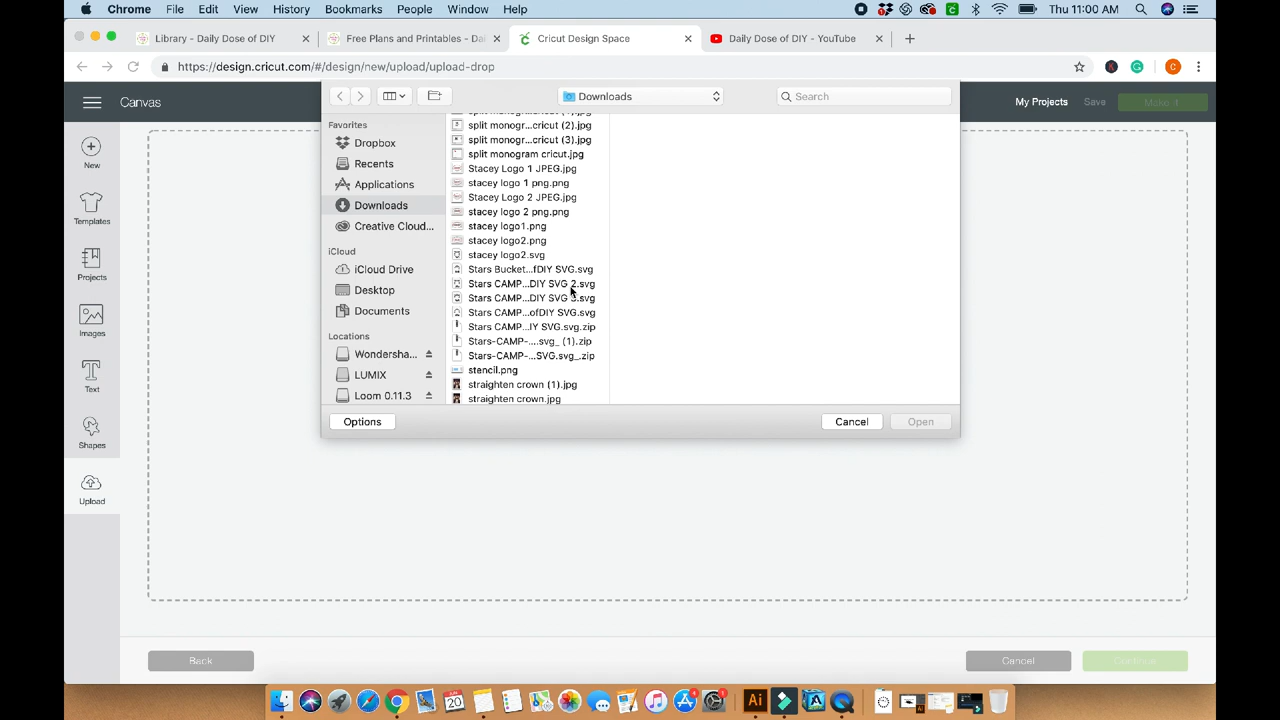 Chrome File Edit View History Bookmarks People Window Help Thu 11:00 AM
Library - Daily Dose of DIY Free Plans and Printables - Dai Cricut Design Space Daily Dose of DIY - YouTube
https://design.cricut.com/#/design/new/upload/upload-drop
Canvas My Projects Save Make It
New
Templates
Projects
Images
Text
Shapes
Upload
Downloads Search
Favorites
Dropbox
Recents
Applications
Downloads
Creative Cloud...
iCloud
iCloud Drive
Desktop
Documents
Locations
Wondersha...
LUMIX
Loom 0.11.3
split monogr...cricut (2).jpg
split monogr...cricut (3).jpg
split monogram cricut.jpg
Stacey Logo 1 JPEG.jpg
stacey logo 1 png.png
Stacey Logo 2 JPEG.jpg
stacey logo 2 png.png
stacey logo1.png
stacey logo2.png
stacey logo2.svg
Stars Bucket...fDIY SVG.svg
Stars CAMP...DIY SVG 2.svg
Stars CAMP...DIY SVG 3.svg
Stars CAMP...ofDIY SVG.svg
Stars CAMP...IY SVG.svg.zip
Stars-CAMP-....svg_ (1).zip
Stars-CAMP-...SVG.svg_.zip
stencil.png
straighten crown (1).jpg
straighten crown.jpg
Options Cancel Open
Back Cancel Continue